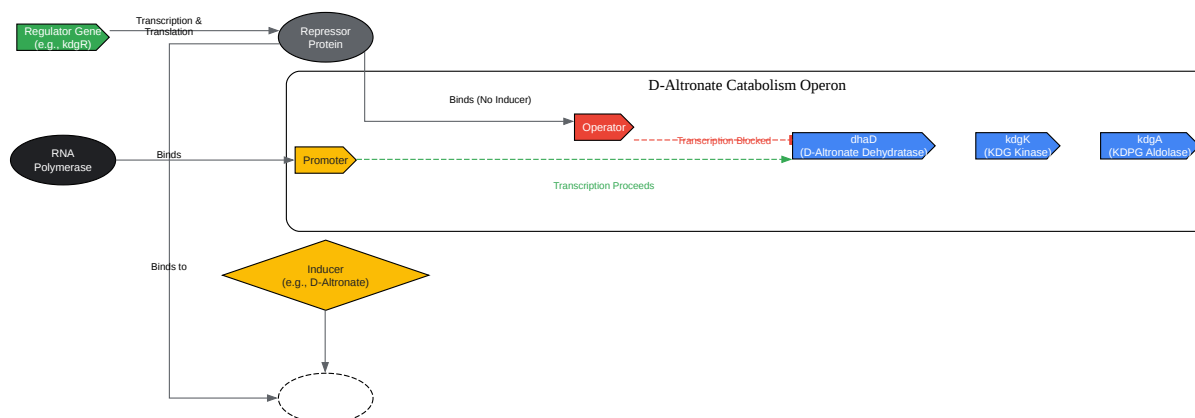 Transcription &
Translation
Regulator Gene
(e.g., kdgR)
Repressor
Protein
D-Altronate Catabolism Operon
Binds (No Inducer)
Operator
Transcription Blocked
dhaD
(D-Altronate Dehydratase)
kdgK
(KDG Kinase)
kdgA
(KDPG Aldolase)
RNA
Polymerase
Binds
Promoter
Transcription Proceeds
Binds to
Inducer
(e.g., D-Altronate)